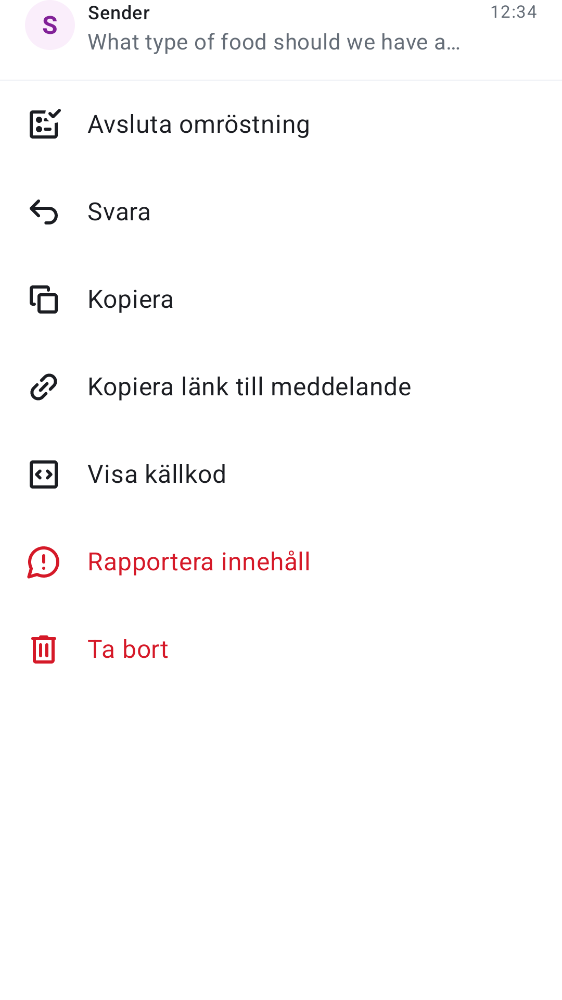 S
Sender
12:34
What type of food should we have a…
Avsluta omröstning
Svara
Kopiera
Kopiera länk till meddelande
Visa källkod
Rapportera innehåll
Ta bort